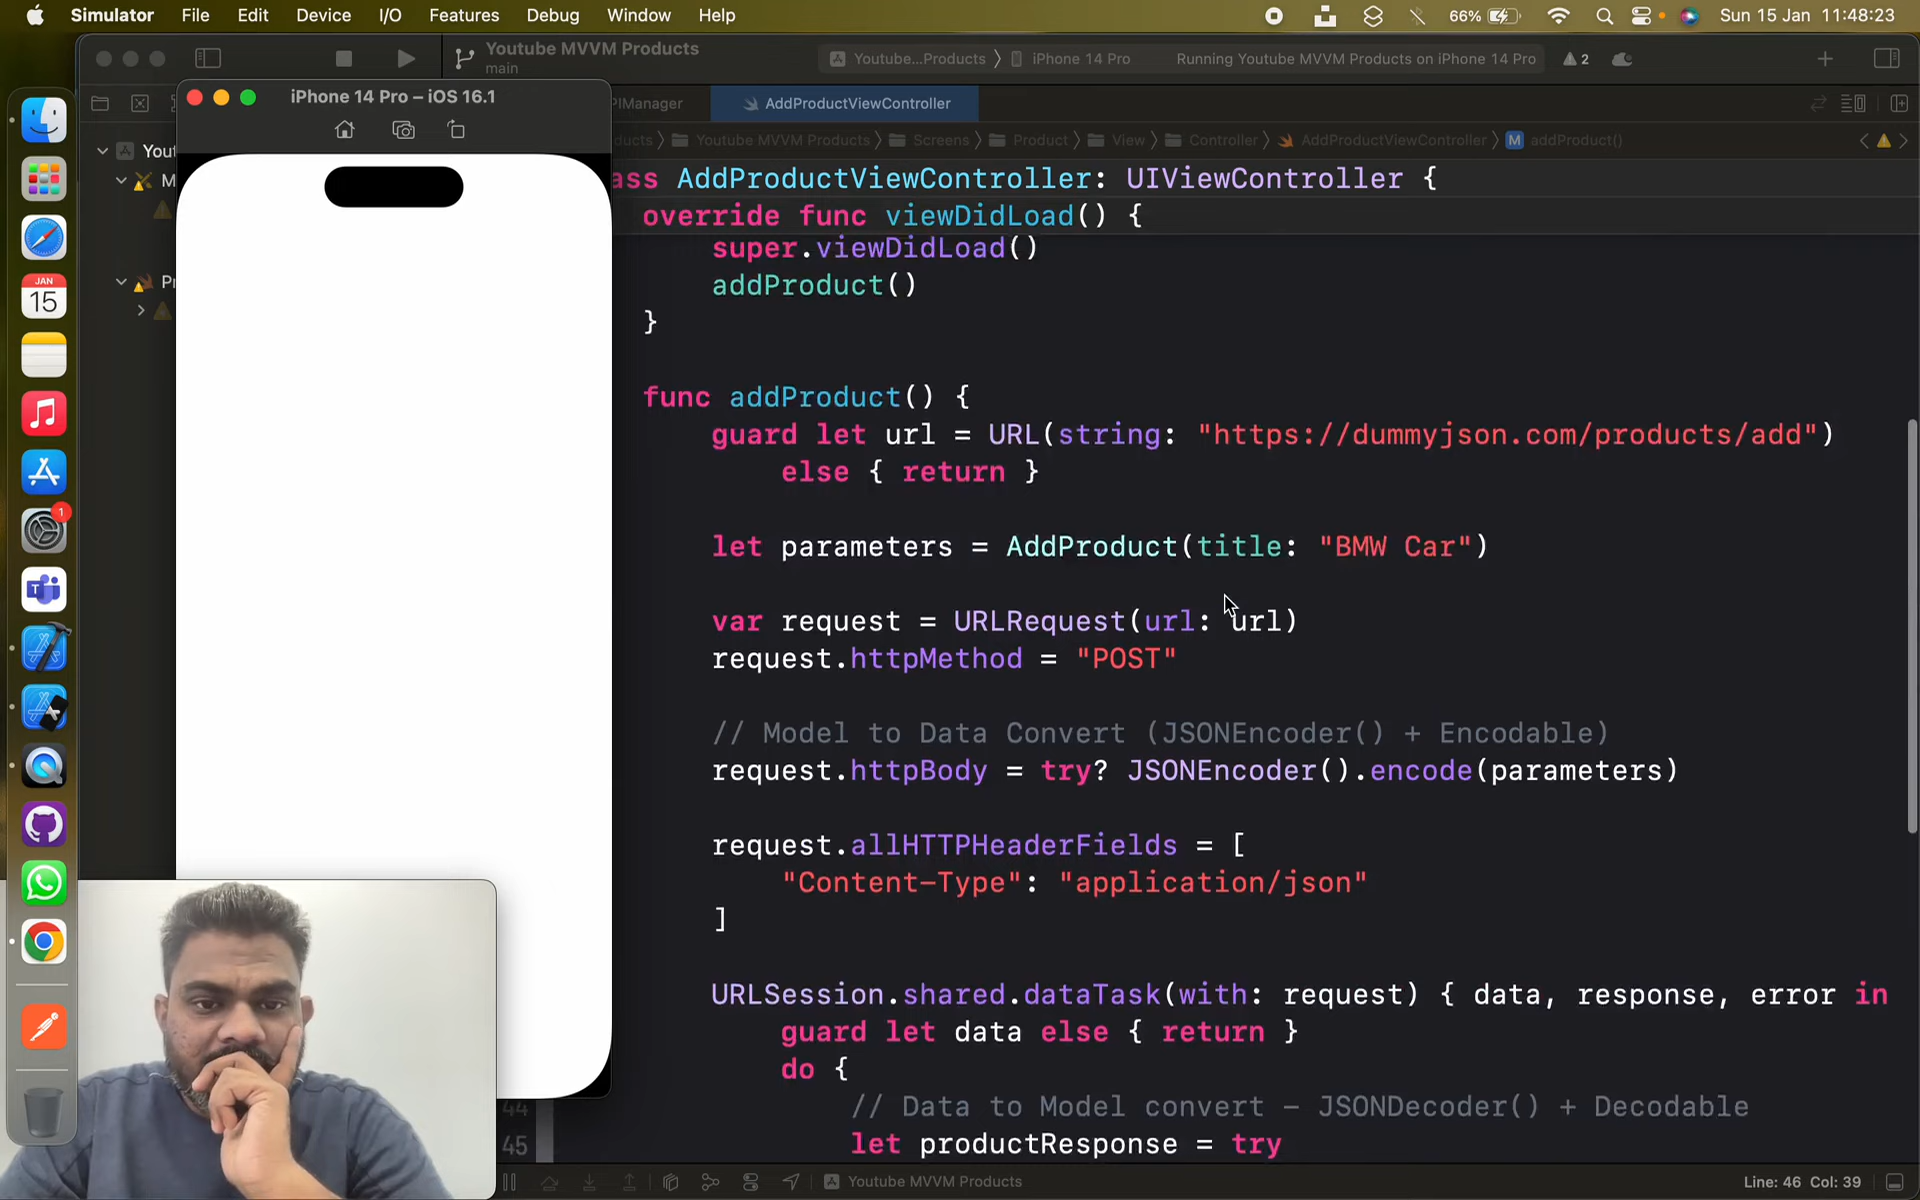 Simulator File Edit Device I/O Features Debug Window Help 66% Sun 15 Jan 11:48:23
Youtube MVVM Products
main
Youtube...Products 〉 iPhone 14 Pro Running Youtube MVVM Products on iPhone 14 Pro 2
iPhone 14 Pro – iOS 16.1
PIManager AddProductViewController
ducts 〉 Youtube MVVM Products 〉 Screens 〉 Product 〉 View 〉 Controller 〉 AddProductViewController 〉 M addProduct()
You
M
Pr
JAN
15
1
ass AddProductViewController: UIViewController {
override func viewDidLoad() {
super.viewDidLoad()
addProduct()
}
func addProduct() {
guard let url = URL(string: "https://dummyjson.com/products/add")
else { return }
let parameters = AddProduct(title: "BMW Car")
var request = URLRequest(url: url)
request.httpMethod = "POST"
// Model to Data Convert (JSONEncoder() + Encodable)
request.httpBody = try? JSONEncoder().encode(parameters)
request.allHTTPHeaderFields = [
"Content-Type": "application/json"
]
URLSession.shared.dataTask(with: request) { data, response, error in
guard let data else { return }
do {
44 // Data to Model convert - JSONDecoder() + Decodable
45 let productResponse = try
Youtube MVVM Products Line: 46 Col: 39